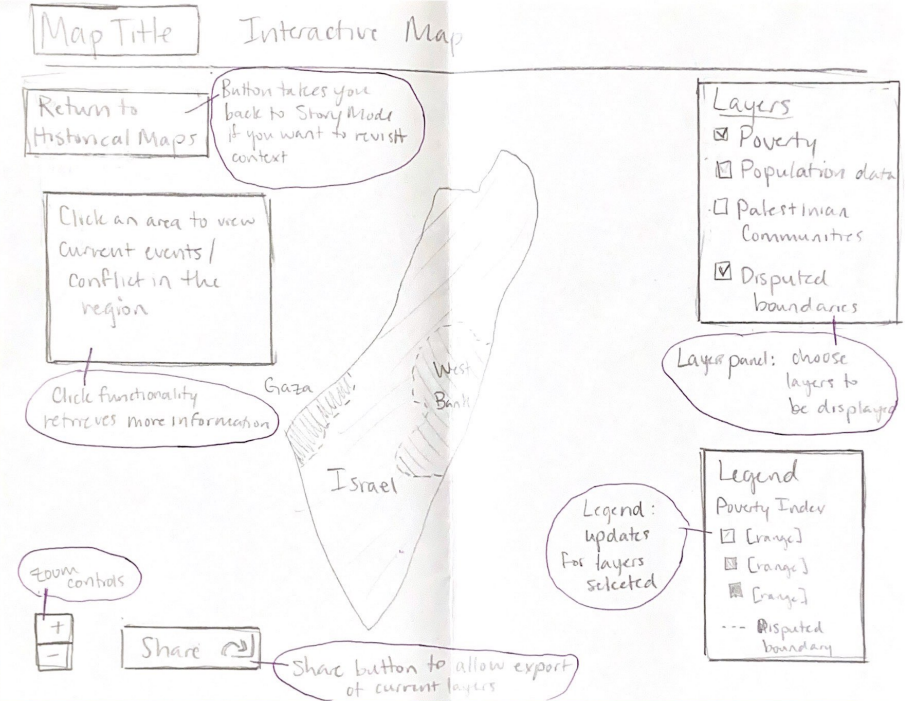 Map Title
Interactive Map
Return to
Historical Maps
Button takes you
back to Story Mode
if you want to revisit
context
Click an area to view
current events/
conflict in the
region
Click functionality
retrieves more information
Gaza
West
Bank
Israel
Layers
Poverty
Population data
Palestinian
Communities
Disputed
boundaries
Layer panel: choose
layers to
be displayed
Legend
Poverty Index
[range]
[range]
[range]
--- Disputed
boundary
Legend:
updates
for layers
selected
zoom
controls
+
-
Share
Share button to allow export
of current layers